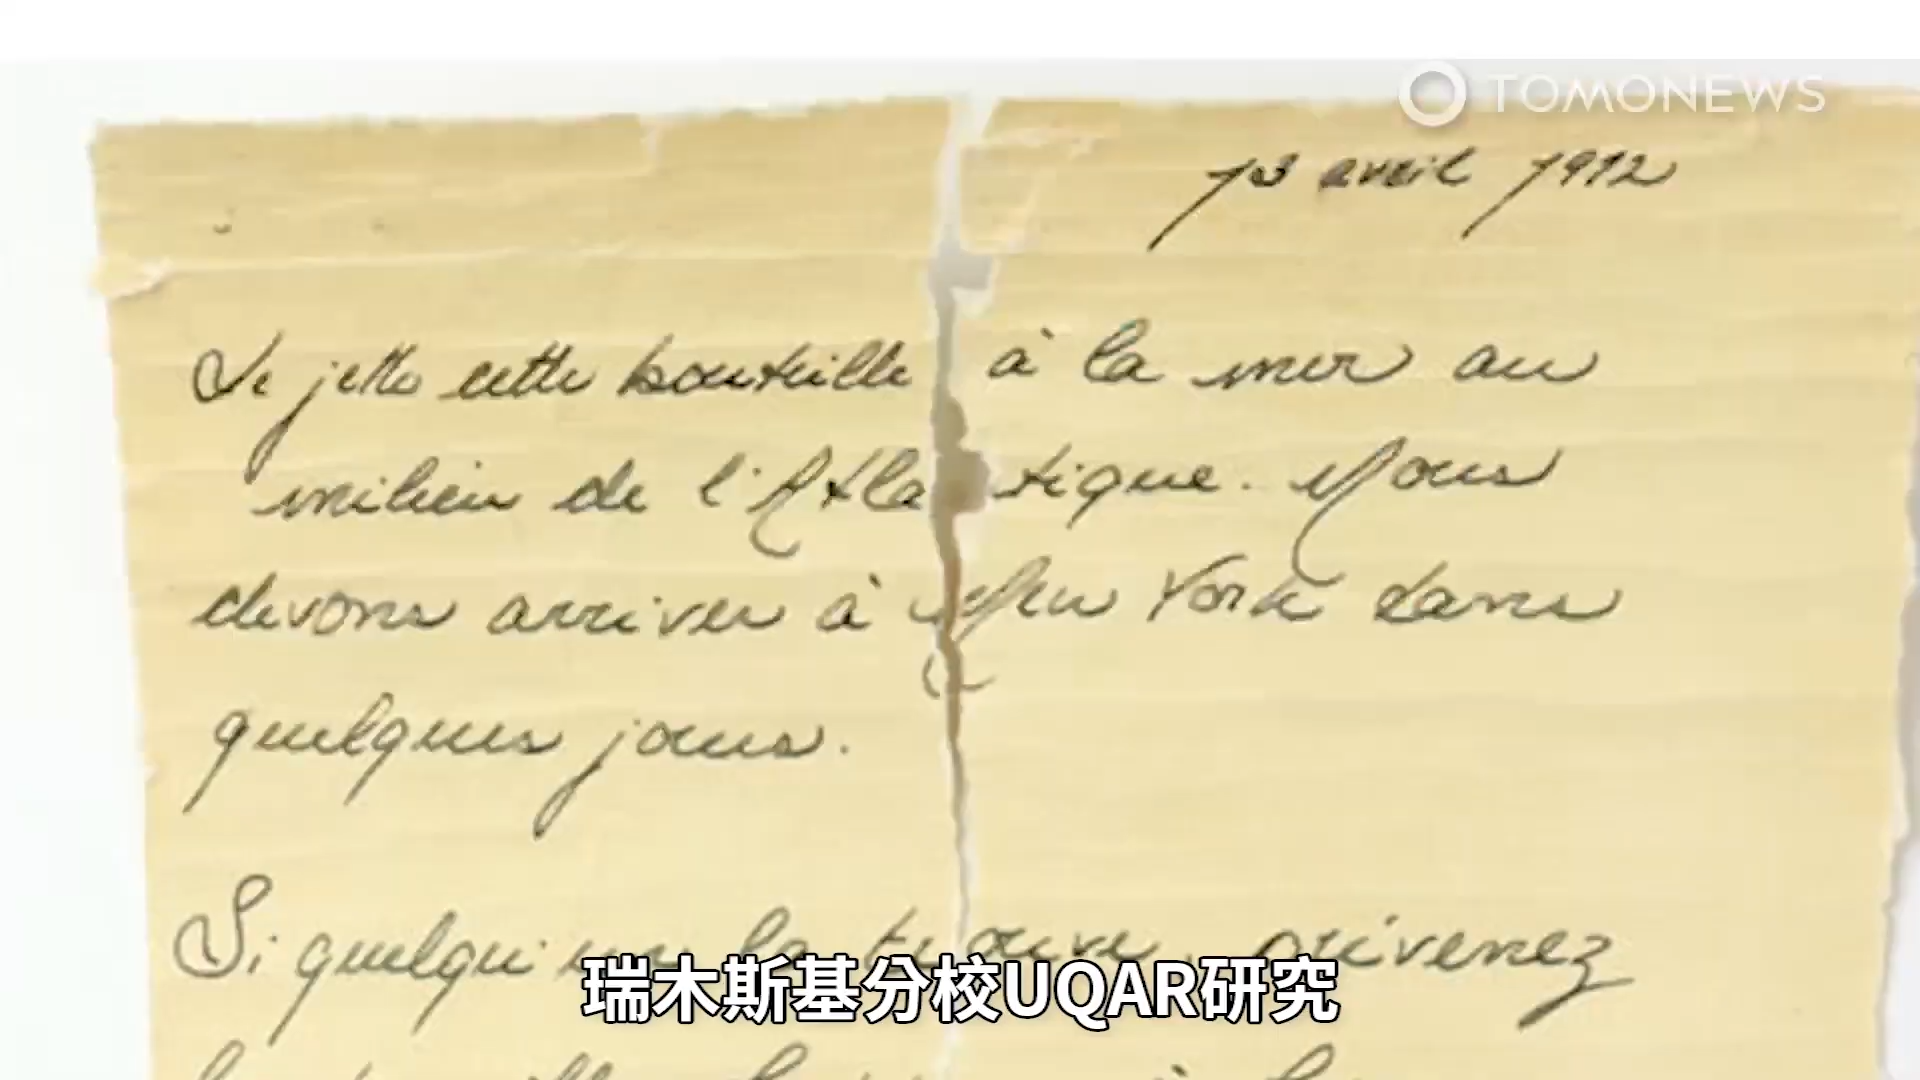 TOMONEWS
13 avril 1912
Je jette cette bouteille à la mer au
milieu de l'Atlantique. Nous
devons arriver à New York dans
quelques jours.
Si quelqu'un la trouve, prévenez
瑞木斯基分校UQAR研究